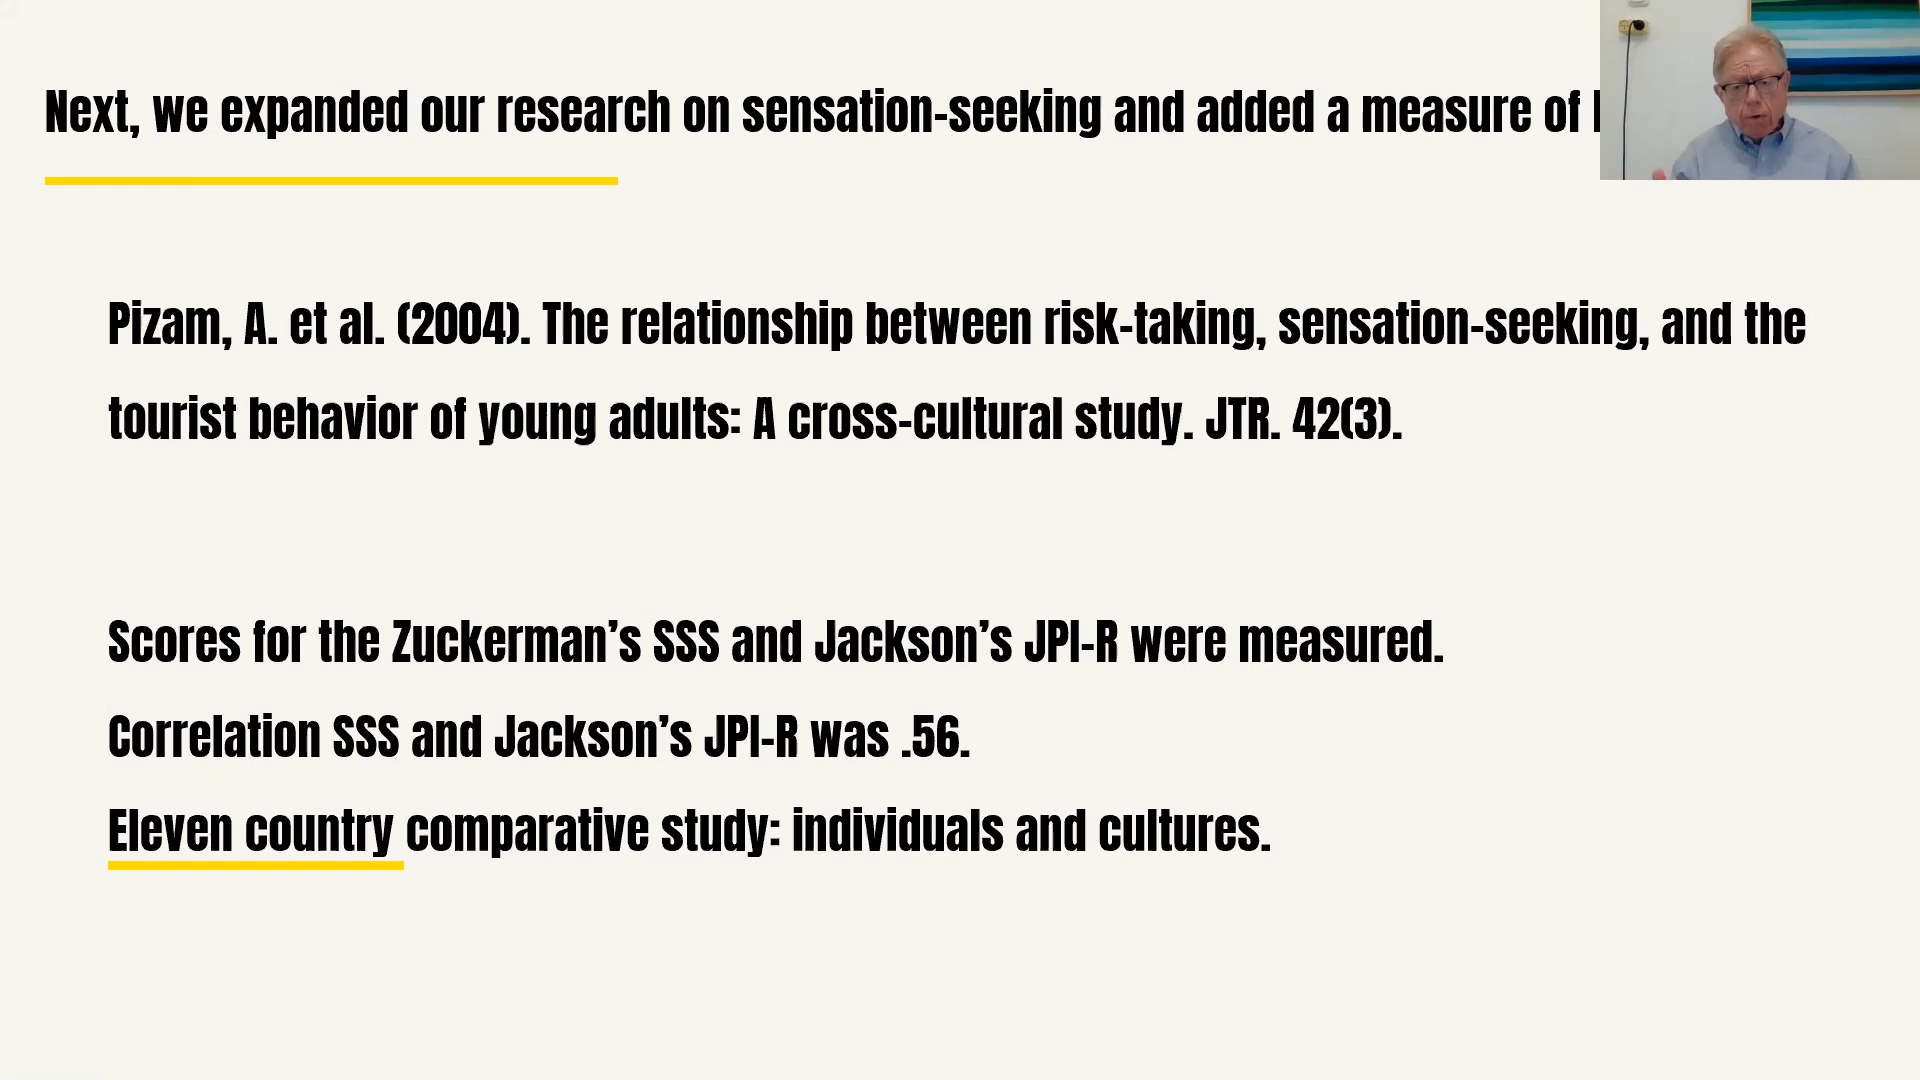 Next, we expanded our research on sensation-seeking and added a measure of
Pizam, A. et al. (2004). The relationship between risk-taking, sensation-seeking, and the
tourist behavior of young adults: A cross-cultural study. JTR. 42(3).
Scores for the Zuckerman’s SSS and Jackson’s JPI-R were measured.
Correlation SSS and Jackson’s JPI-R was .56.
Eleven country comparative study: individuals and cultures.